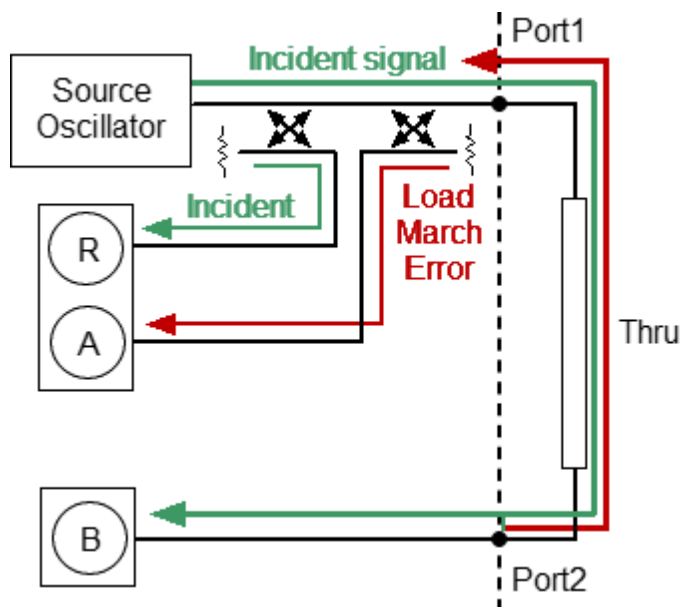 Port1
Incident signal
Source
Oscillator
Incident
Load
March
Error
R
A
Thru
B
Port2